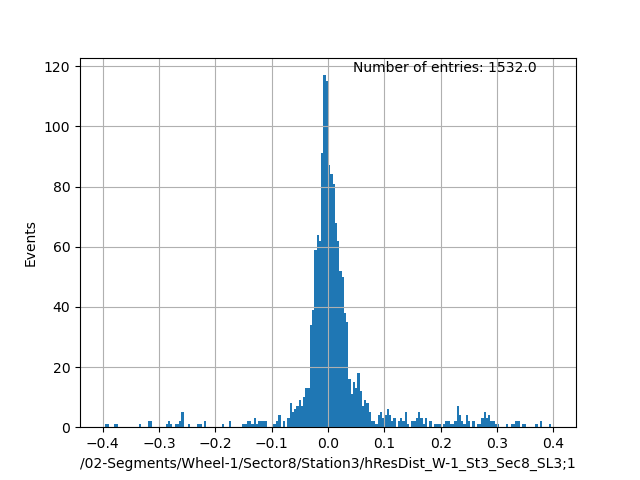 Number of entries: 1532.0
120
100
80
60
40
20
0
Events
−0.4 −0.3 −0.2 −0.1 0.0 0.1 0.2 0.3 0.4
/02-Segments/Wheel-1/Sector8/Station3/hResDist_W-1_St3_Sec8_SL3;1